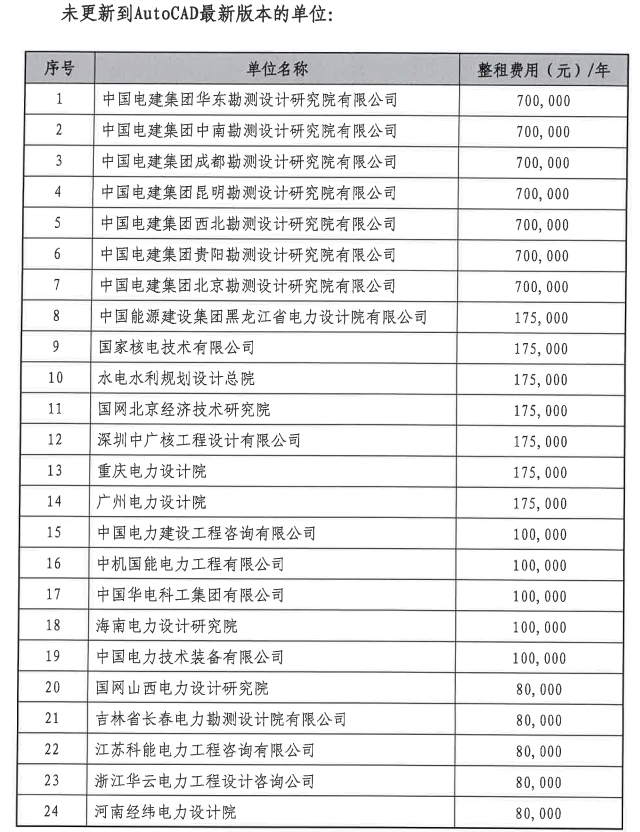 未更新到AutoCAD最新版本的单位:
序号 单位名称 整租费用(元)/年
1 中国电建集团华东勘测设计研究院有限公司 700,000
2 中国电建集团中南勘测设计研究院有限公司 700,000
3 中国电建集团成都勘测设计研究院有限公司 700,000
4 中国电建集团昆明勘测设计研究院有限公司 700,000
5 中国电建集团西北勘测设计研究院有限公司 700,000
6 中国电建集团贵阳勘测设计研究院有限公司 700,000
7 中国电建集团北京勘测设计研究院有限公司 700,000
8 中国能源建设集团黑龙江省电力设计院有限公司 175,000
9 国家核电技术有限公司 175,000
10 水电水利规划设计总院 175,000
11 国网北京经济技术研究院 175,000
12 深圳中广核工程设计有限公司 175,000
13 重庆电力设计院 175,000
14 广州电力设计院 175,000
15 中国电力建设工程咨询有限公司 100,000
16 中机国能电力工程有限公司 100,000
17 中国华电科工集团有限公司 100,000
18 海南电力设计研究院 100,000
19 中国电力技术装备有限公司 100,000
20 国网山西电力设计研究院 80,000
21 吉林省长春电力勘测设计院有限公司 80,000
22 江苏科能电力工程咨询有限公司 80,000
23 浙江华云电力工程设计咨询公司 80,000
24 河南经纬电力设计院 80,000